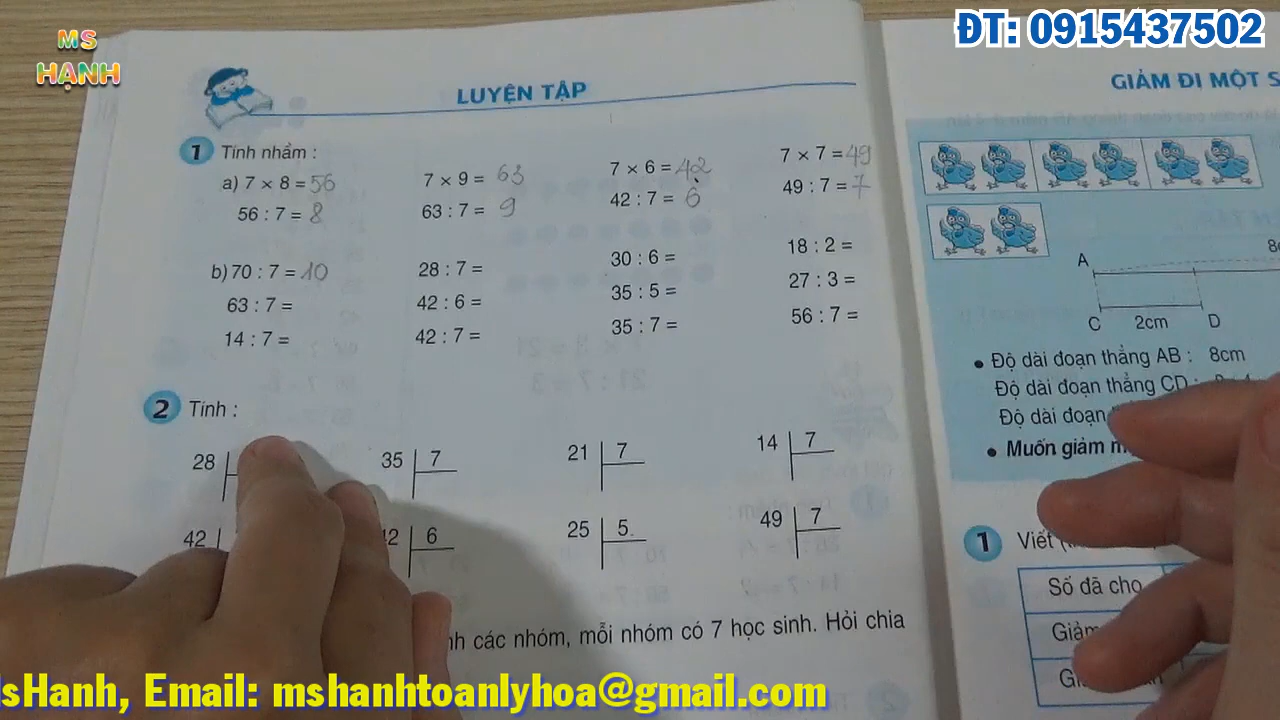 MS
HẠNH
ĐT: 0915437502
LUYỆN TẬP
1 Tính nhẩm :
a) 7 × 8 = 56
7 × 9 = 63
7 × 6 = 42
7 × 7 = 49
56 : 7 = 8
63 : 7 = 9
42 : 7 = 6
49 : 7 = 7
b) 70 : 7 = 10
28 : 7 =
30 : 6 =
18 : 2 =
63 : 7 =
42 : 6 =
35 : 5 =
27 : 3 =
14 : 7 =
42 : 7 =
35 : 7 =
56 : 7 =
2 Tính :
28
35 7
21 7
14 7
42
6
25 5
49 7
các nhóm, mỗi nhóm có 7 học sinh. Hỏi chia
GIẢM ĐI MỘT
A
C 2cm D
• Độ dài đoạn thẳng AB : 8cm
Độ dài đoạn thẳng CD :
Độ dài đoạn
• Muốn giảm
1 Viết
Số đã cho
Giảm
Hanh, Email: mshanhtoanlyhoa@gmail.com